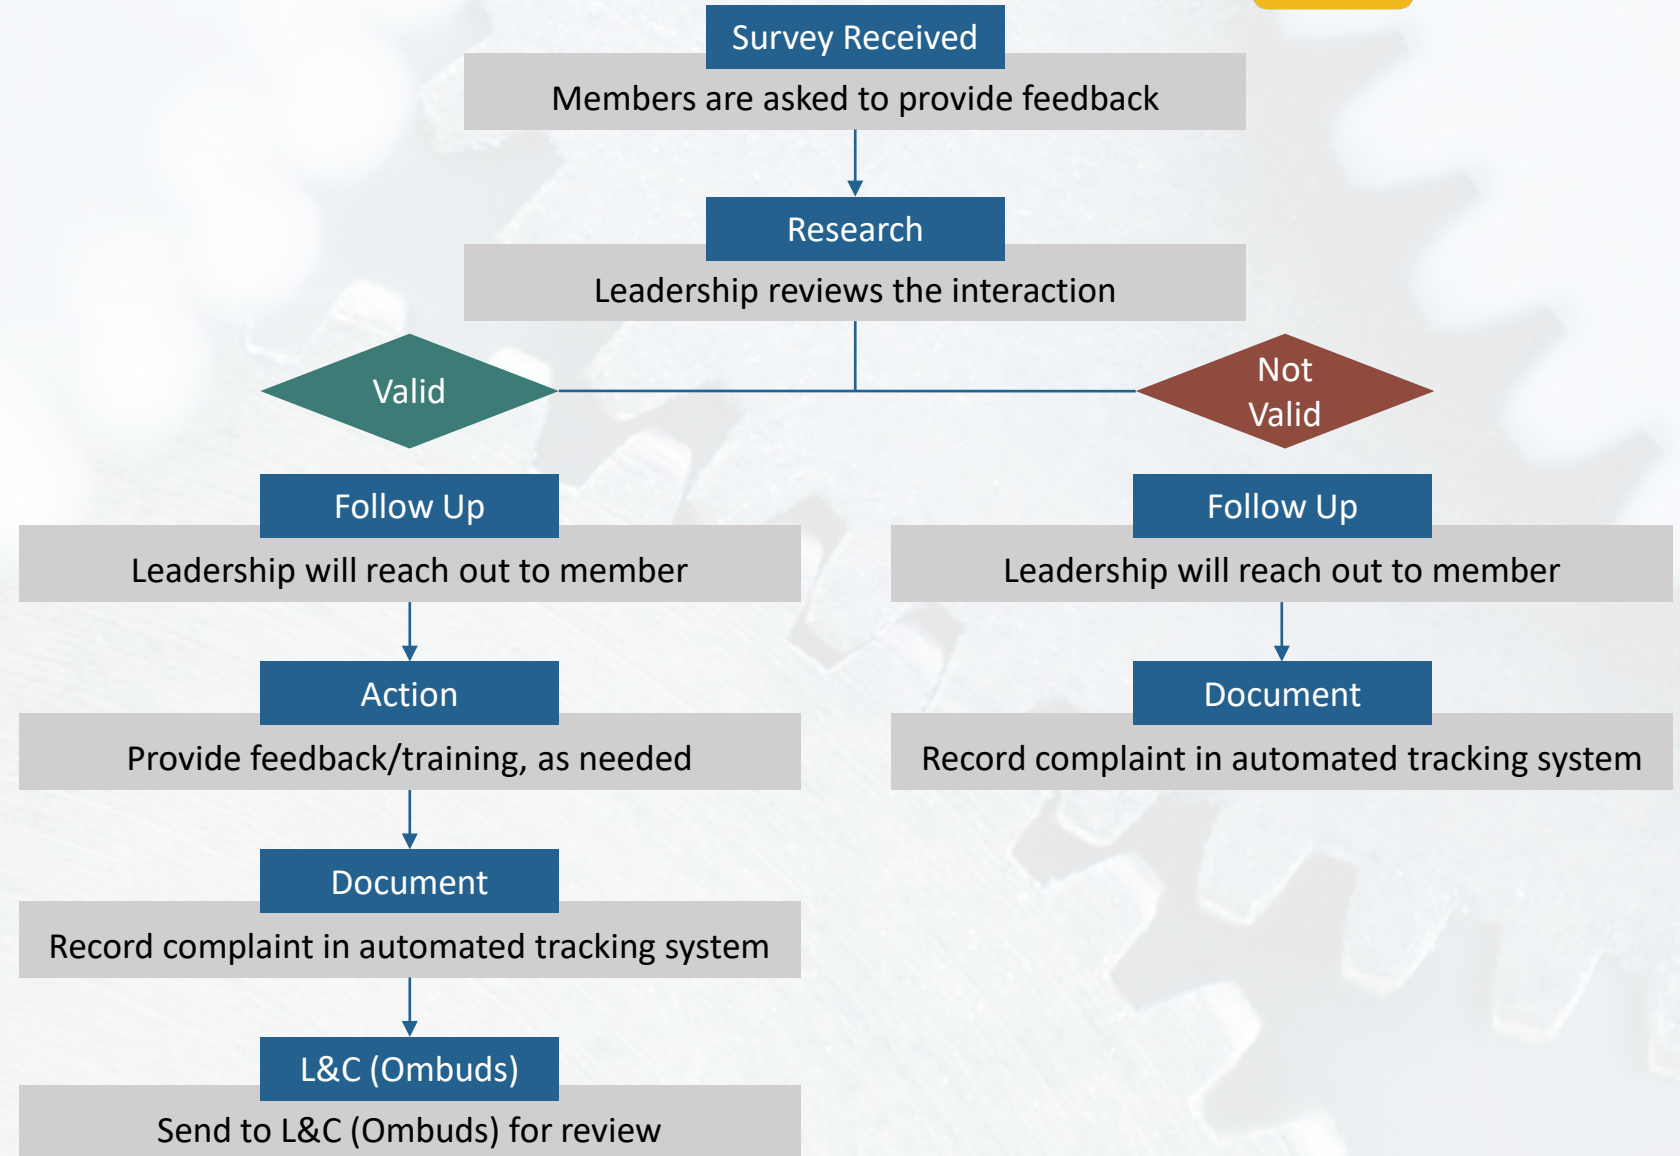 Survey Received
Members are asked to provide feedback
Research
Leadership reviews the interaction
Valid
Not
Valid
Follow Up
Leadership will reach out to member
Action
Provide feedback/training, as needed
Document
Record complaint in automated tracking system
L&C (Ombuds)
Send to L&C (Ombuds) for review
Follow Up
Leadership will reach out to member
Document
Record complaint in automated tracking system